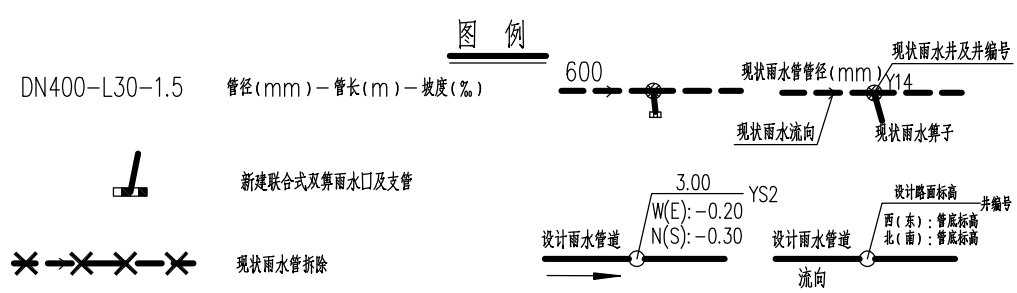 图 例
DN400-L30-1.5 管径(mm)-管长(m)-坡度(‰)
600
现状雨水管管径(mm)
现状雨水井及井编号
Y14
现状雨水流向
现状雨水箅子
新建联合式双箅雨水口及支管
3.00
YS2
W(E):-0.20
N(S):-0.30
设计雨水管道
设计路面标高
井编号
西(东):管底标高
北(南):管底标高
设计雨水管道
流向
现状雨水管拆除